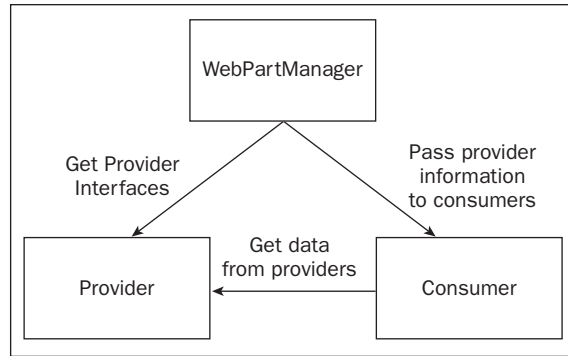 WebPartManager
Get Provider
Interfaces
Pass provider
information
to consumers
Get data
from providers
Provider
Consumer